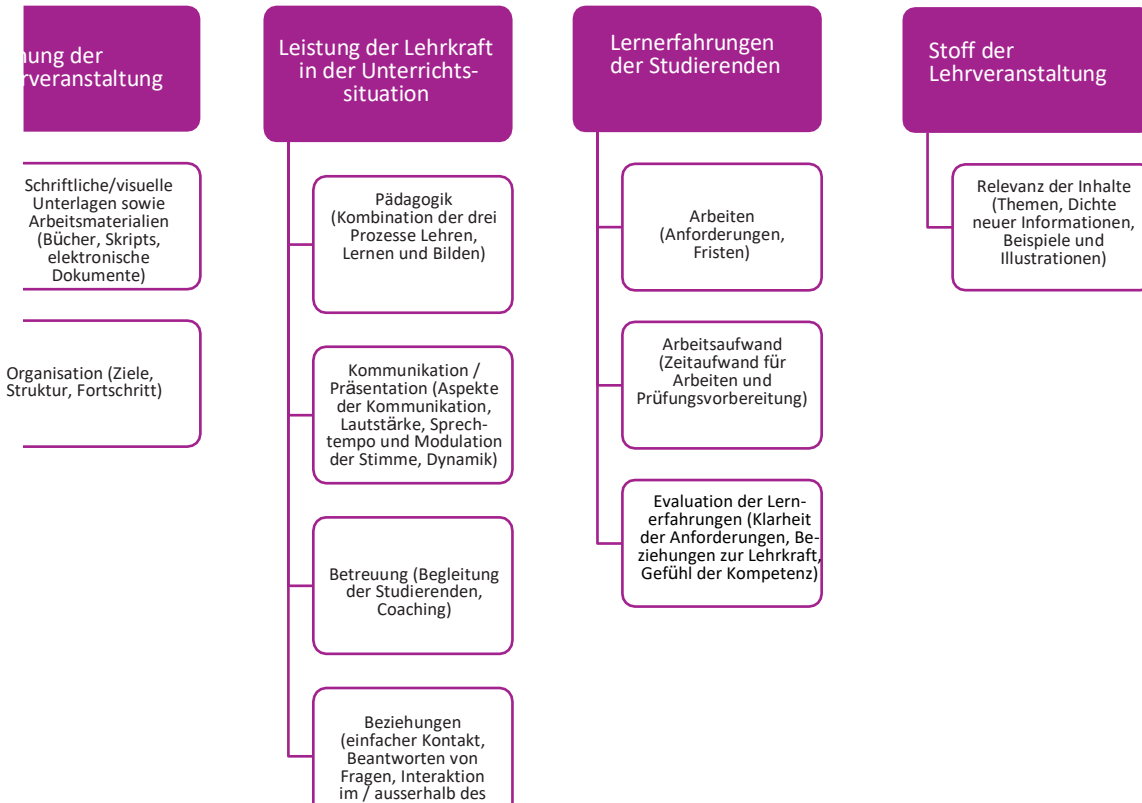 nung der
rveranstaltung
Schriftliche/visuelle
Unterlagen sowie
Arbeitsmaterialien
(Bücher, Skripts,
elektronische
Dokumente)
Organisation (Ziele,
Struktur, Fortschritt)
Leistung der Lehrkraft
in der Unterrichts-
situation
Pädagogik
(Kombination der drei
Prozesse Lehren,
Lernen und Bilden)
Kommunikation /
Präsentation (Aspekte
der Kommunikation,
Lautstärke, Sprech-
tempo und Modulation
der Stimme, Dynamik)
Betreuung (Begleitung
der Studierenden,
Coaching)
Beziehungen
(einfacher Kontakt,
Beantworten von
Fragen, Interaktion
im / ausserhalb des
Lernerfahrungen
der Studierenden
Arbeiten
(Anforderungen,
Fristen)
Arbeitsaufwand
(Zeitaufwand für
Arbeiten und
Prüfungsvorbereitung)
Evaluation der Lern-
erfahrungen (Klarheit
der Anforderungen, Be-
ziehungen zur Lehrkraft,
Gefühl der Kompetenz)
Stoff der
Lehrveranstaltung
Relevanz der Inhalte
(Themen, Dichte
neuer Informationen,
Beispiele und
Illustrationen)